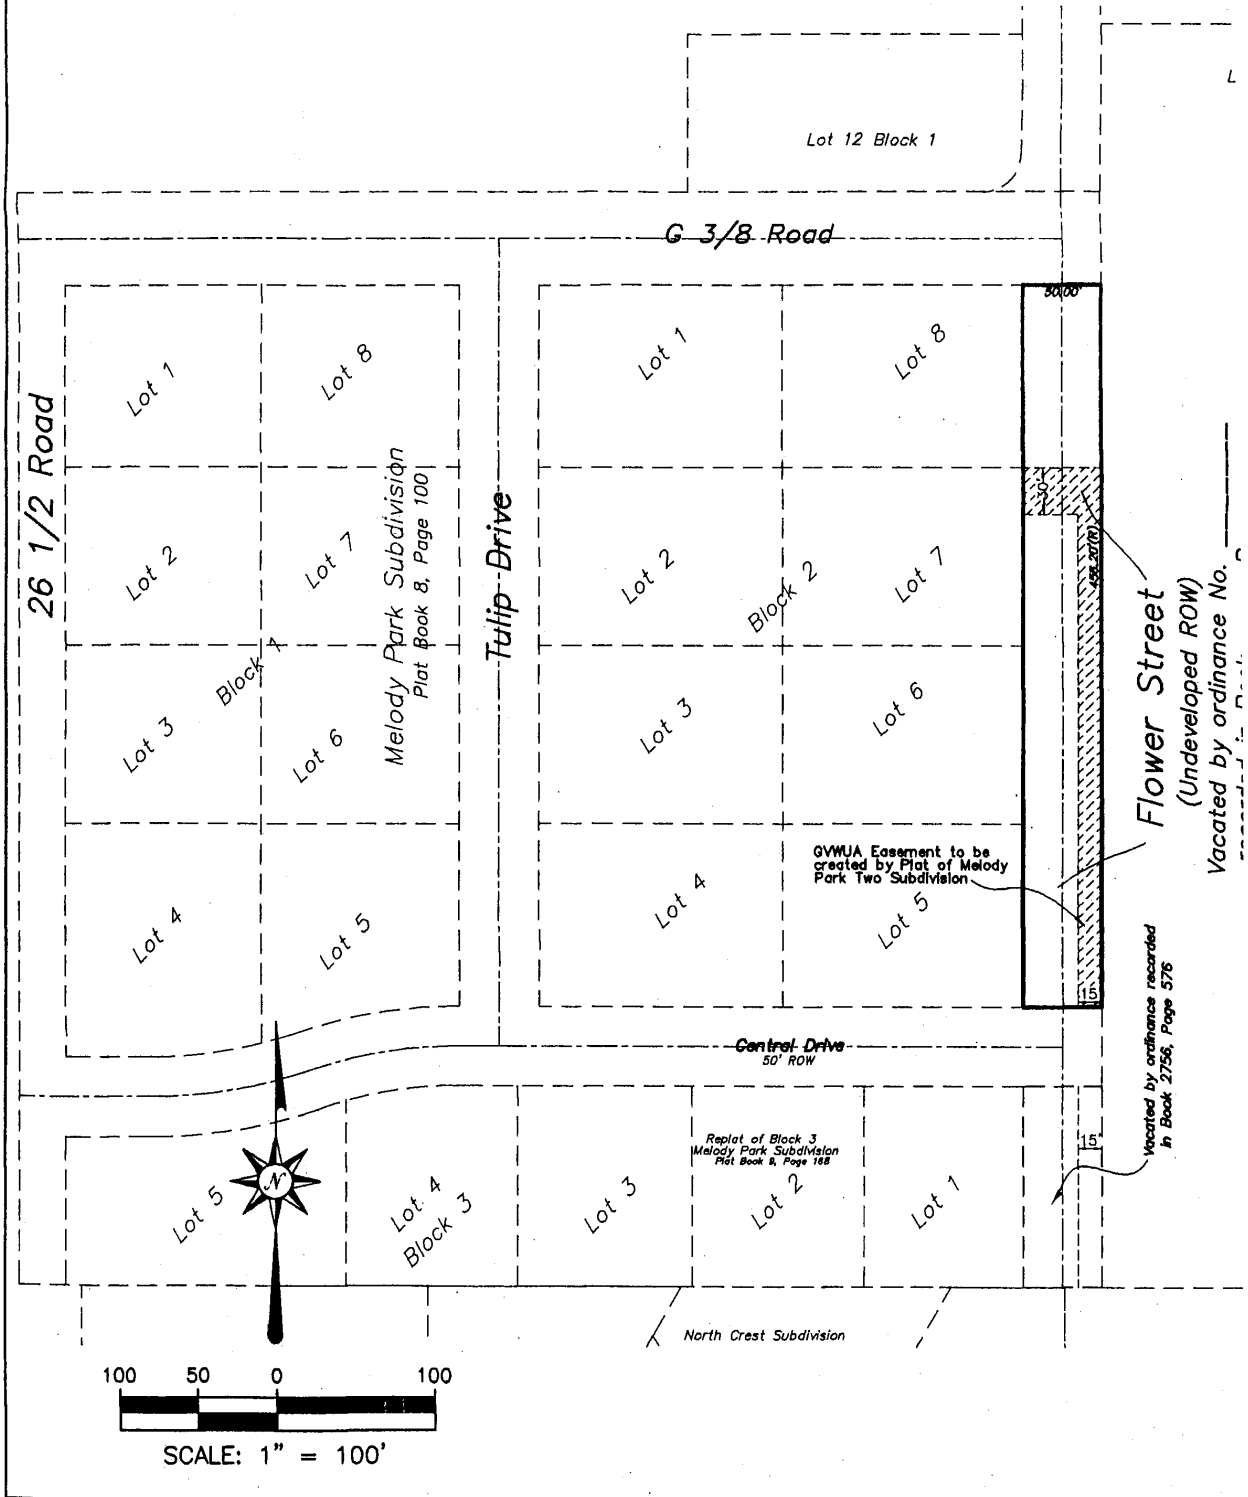 L
Lot 12 Block 1
G 3/8 Road
50.00'
Lot 1
Lot 8
Lot 1
Lot 8
26 1/2 Road
Melody Park Subdivision
Plat Book 8, Page 100
Tulip Drive
30'
456.20'(R)
Lot 2
Lot 7
Lot 2
Block 2
Lot 7
Flower Street
(Undeveloped ROW)
Vacated by ordinance No.
Block 1
Lot 3
Lot 6
Lot 3
Lot 6
GVWUA Easement to be
created by Plat of Melody
Park Two Subdivision
Lot 4
Lot 5
Lot 4
Lot 5
15'
Vacated by ordinance recorded
in Book 2756, Page 576
Central Drive
50' ROW
Replat of Block 3
Melody Park Subdivision
Plat Book 9, Page 168
15'
N
Lot 5
Lot 4
Block 3
Lot 3
Lot 2
Lot 1
North Crest Subdivision
100 50 0 100
SCALE: 1" = 100'